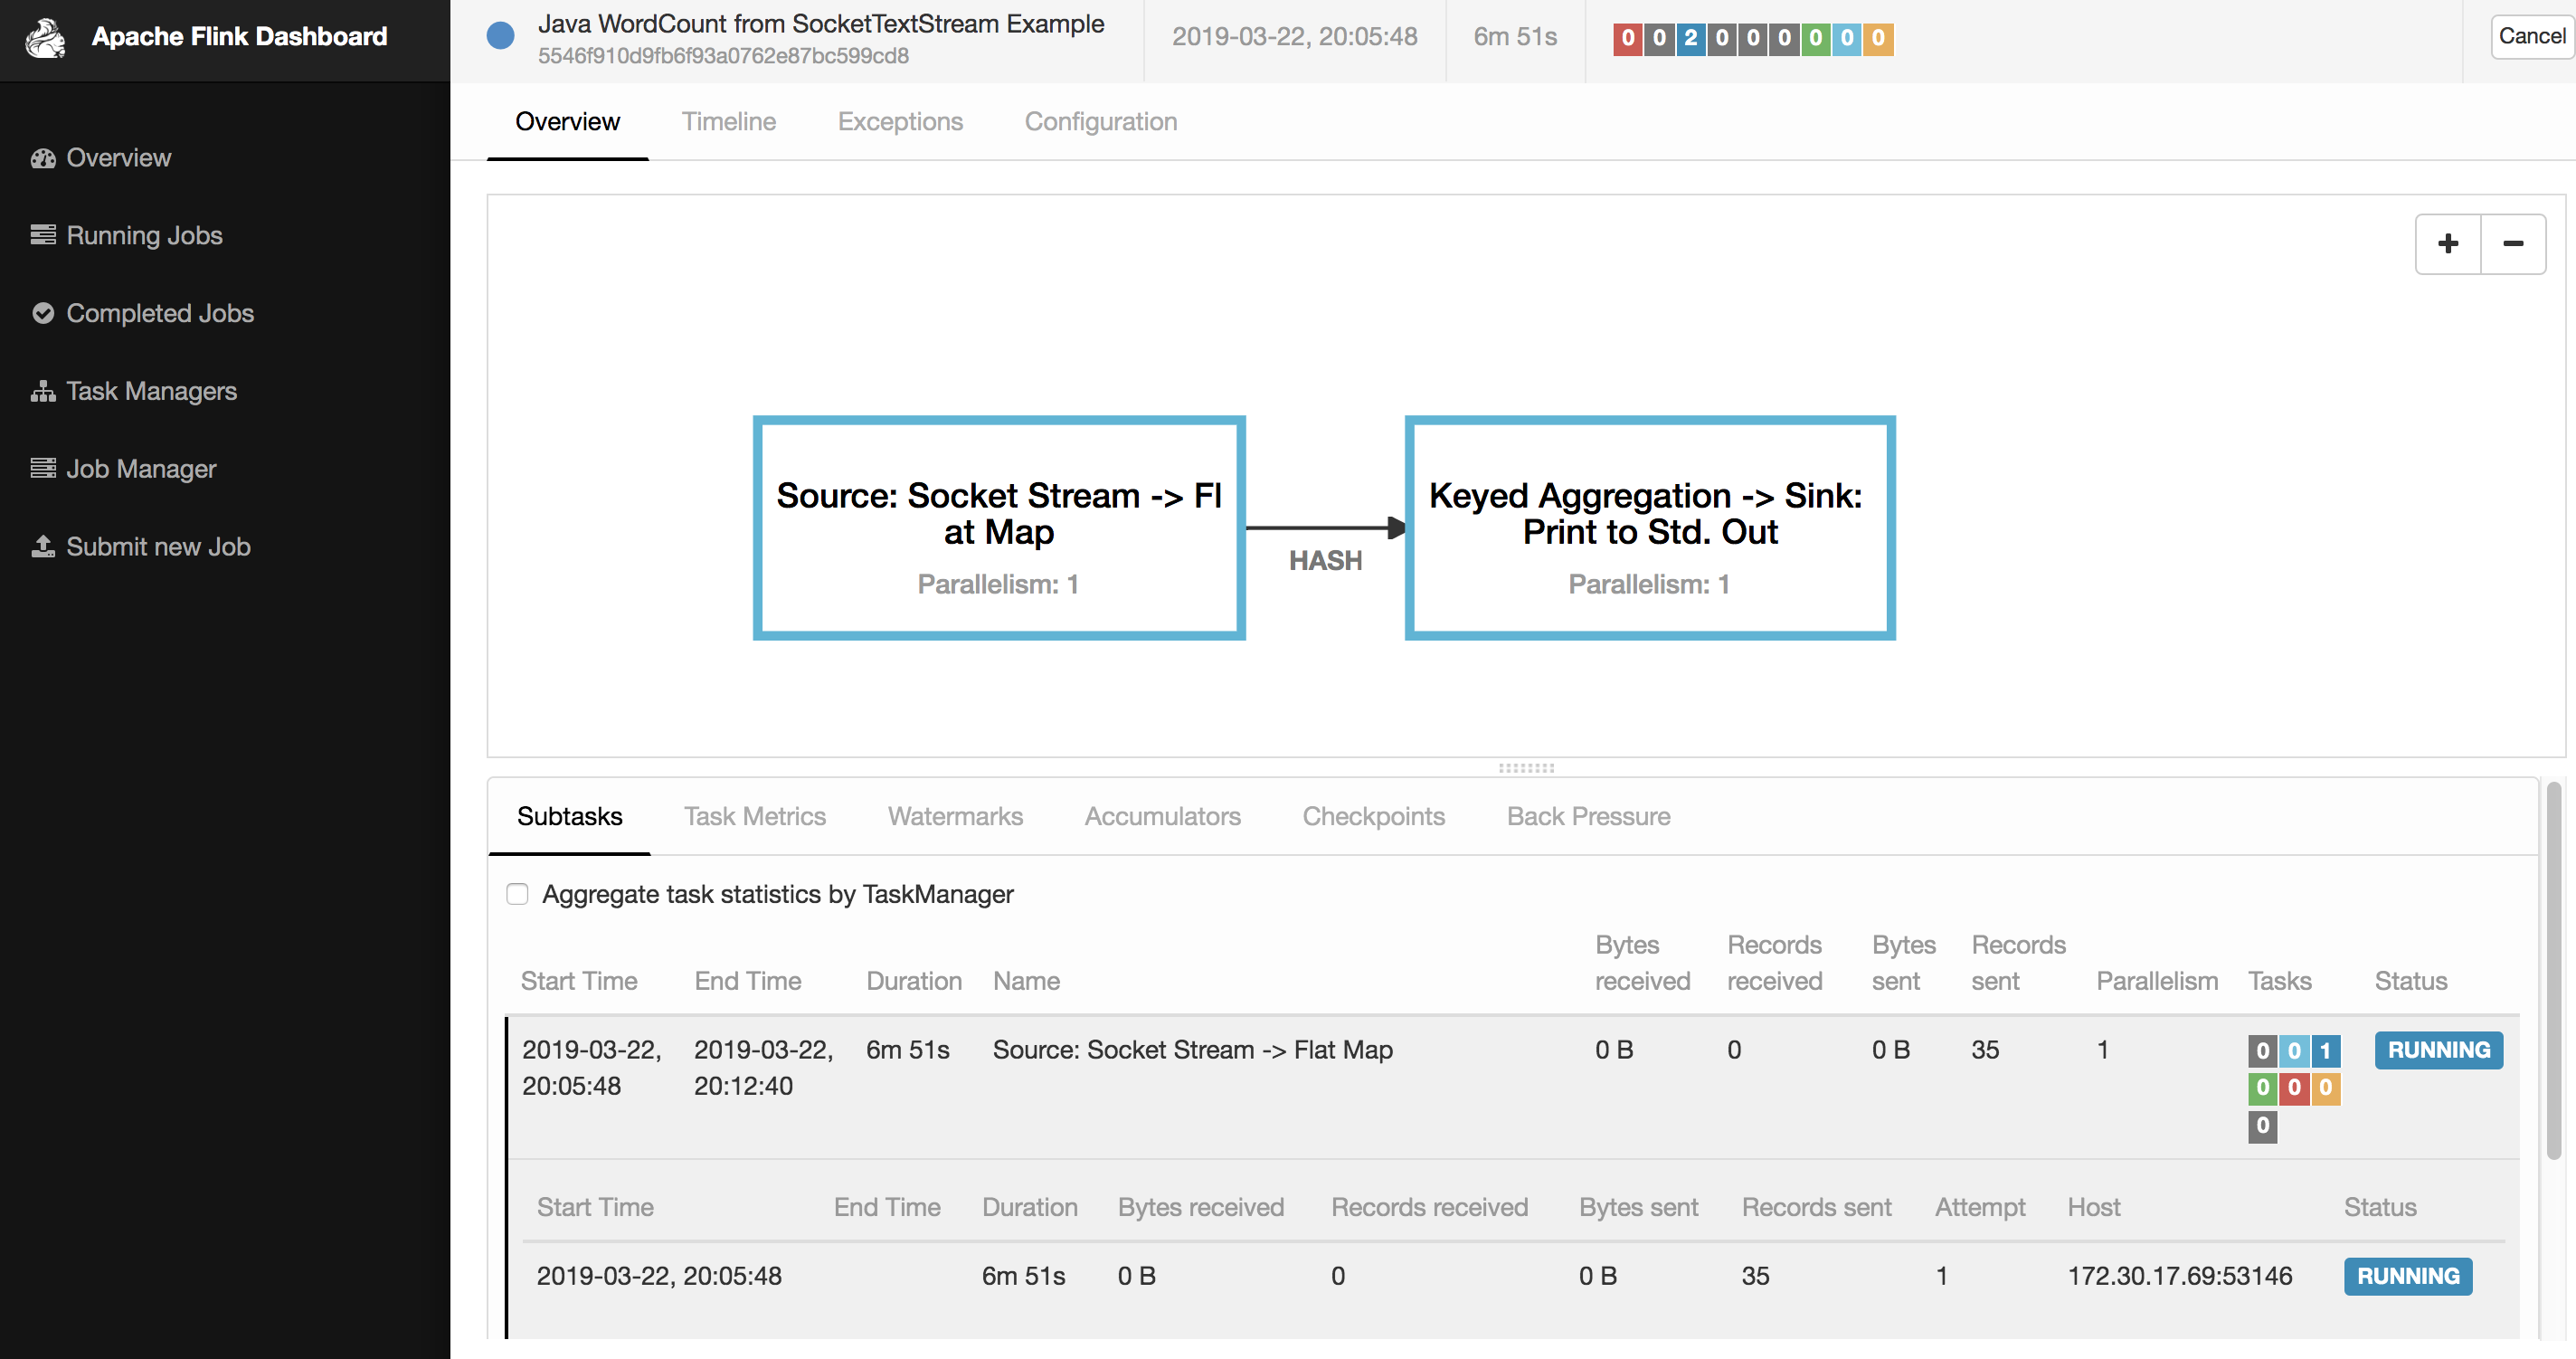 Apache Flink Dashboard
Overview
Running Jobs
Completed Jobs
Task Managers
Job Manager
Submit new Job
Java WordCount from SocketTextStream Example
5546f910d9fb6f93a0762e87bc599cd8
2019-03-22, 20:05:48
6m 51s
0 0 2 0 0 0 0 0 0
Cancel
Overview Timeline Exceptions Configuration
+ −
Source: Socket Stream -> Fl
at Map
Parallelism: 1
HASH
Keyed Aggregation -> Sink:
Print to Std. Out
Parallelism: 1
Subtasks Task Metrics Watermarks Accumulators Checkpoints Back Pressure
Aggregate task statistics by TaskManager
Bytes Records Bytes Records
Start Time End Time Duration Name received received sent sent Parallelism Tasks Status
2019-03-22, 2019-03-22, 6m 51s Source: Socket Stream -> Flat Map 0 B 0 0 B 35 1 0 0 1 RUNNING
20:05:48 20:12:40 0 0 0
0
Start Time End Time Duration Bytes received Records received Bytes sent Records sent Attempt Host Status
2019-03-22, 20:05:48 6m 51s 0 B 0 0 B 35 1 172.30.17.69:53146 RUNNING